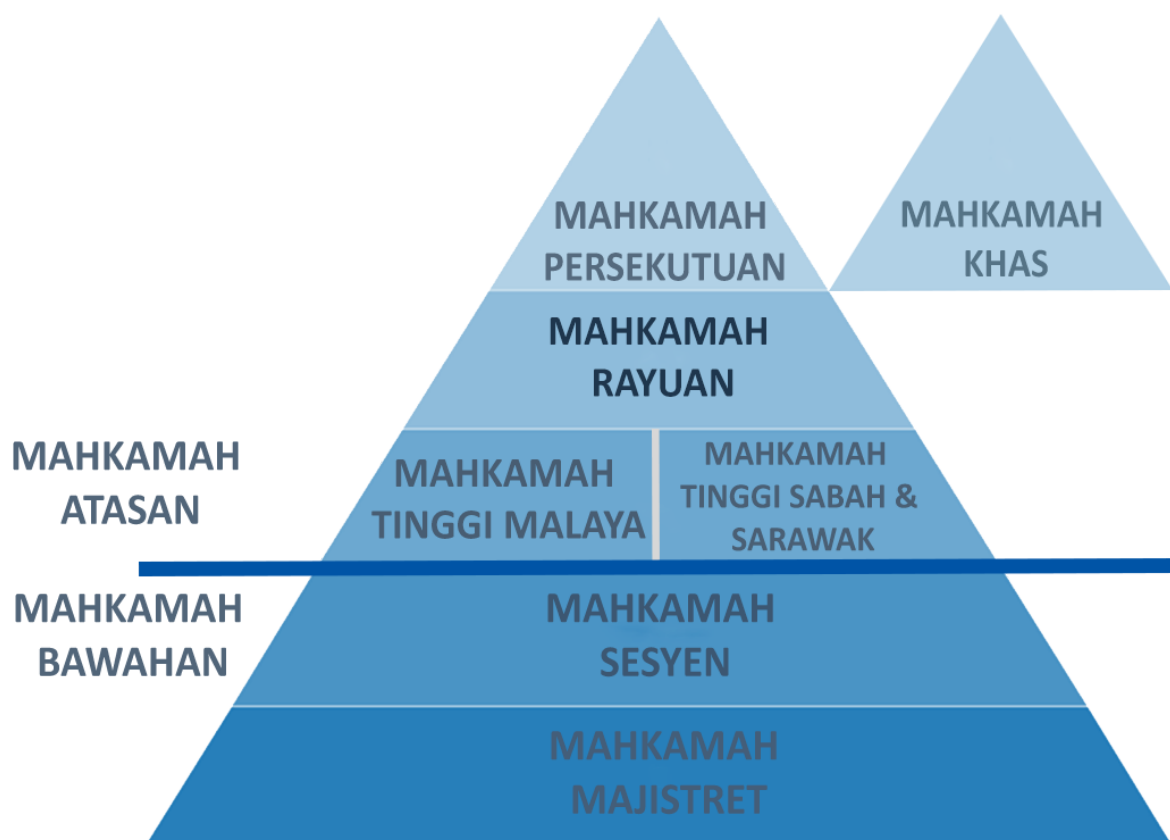 MAHKAMAH
PERSEKUTUAN
MAHKAMAH
KHAS
MAHKAMAH
RAYUAN
MAHKAMAH
ATASAN
MAHKAMAH
TINGGI MALAYA
MAHKAMAH
TINGGI SABAH &
SARAWAK
MAHKAMAH
BAWAHAN
MAHKAMAH
SESYEN
MAHKAMAH
MAJISTRET